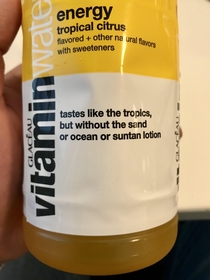 energy
tropical citrus
flavored + other natural flavors
with sweeteners
GLACÉAU
vitaminwater
tastes like the tropics,
but without the sand
or ocean or suntan lotion